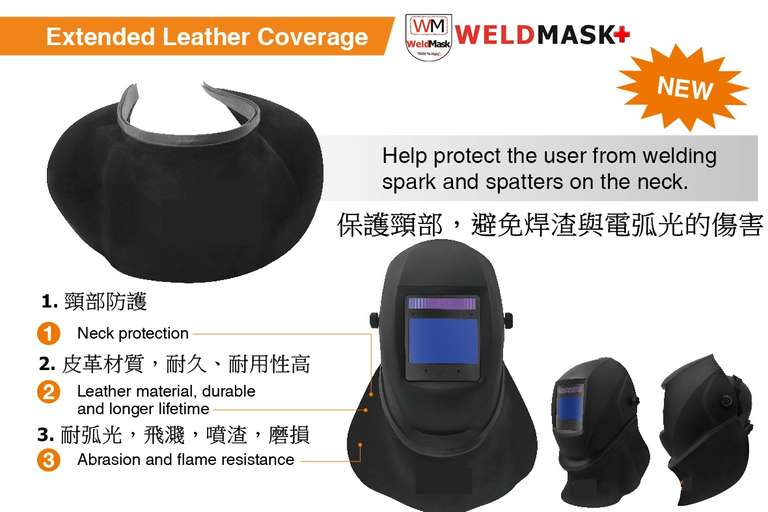 Extended Leather Coverage
WM
WeldMask
WELDMASK+
NEW
Help protect the user from welding
spark and spatters on the neck.
保護頸部，避免焊渣與電弧光的傷害
1. 頸部防護
1 Neck protection
2. 皮革材質，耐久、耐用性高
2 Leather material, durable
and longer lifetime
3. 耐弧光，飛濺，噴渣，磨損
3 Abrasion and flame resistance